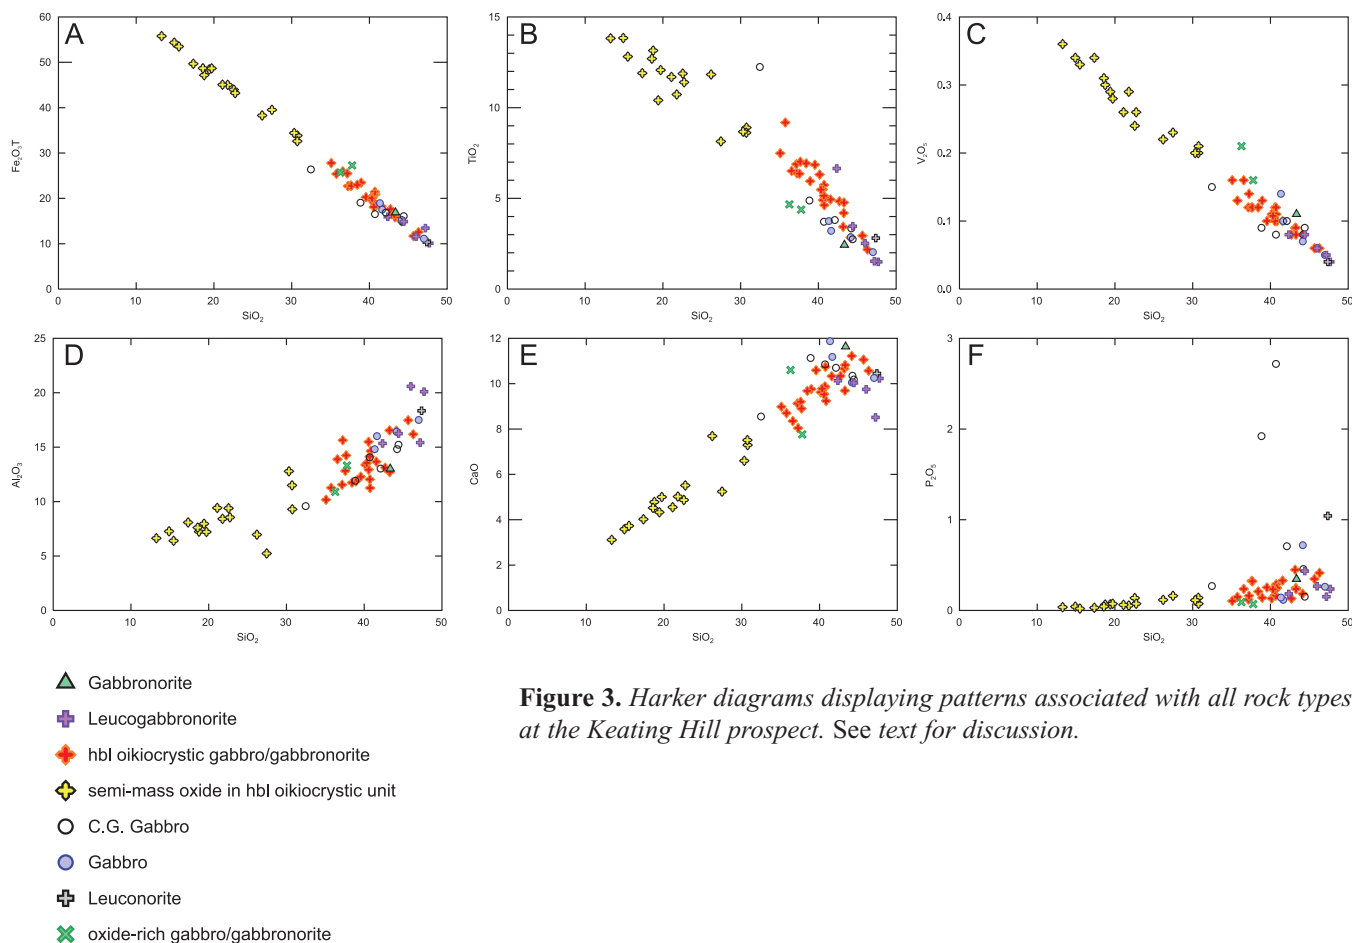 A
60
50
40
30
20
10
0
Fe2O3T
0 10 20 30 40 50
SiO2
B
15
10
5
0
TiO2
0 10 20 30 40 50
SiO2
C
0.4
0.3
0.2
0.1
0.0
V2O5
0 10 20 30 40 50
SiO2
D
25
20
15
10
5
0
Al2O3
0 10 20 30 40 50
SiO2
E
12
10
8
6
4
2
0
CaO
0 10 20 30 40 50
SiO2
F
3
2
1
0
P2O5
0 10 20 30 40 50
SiO2
Gabbronorite
Leucogabbronorite
hbl oikiocrystic gabbro/gabbronorite
semi-mass oxide in hbl oikiocrystic unit
C.G. Gabbro
Gabbro
Leuconorite
oxide-rich gabbro/gabbronorite
Figure 3. Harker diagrams displaying patterns associated with all rock types
at the Keating Hill prospect. See text for discussion.